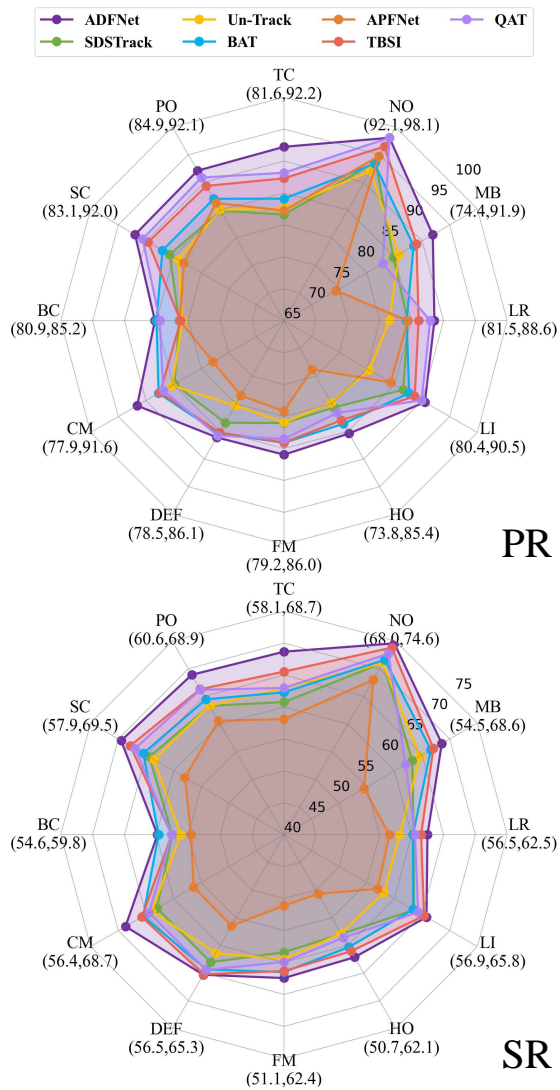 ADFNet Un-Track APFNet QAT
SDSTrack BAT TBSI
TC
(81.6,92.2)
PO
(84.9,92.1)
NO
(92.1,98.1)
SC
(83.1,92.0)
MB
(74.4,91.9)
100
95
90
85
80
75
70
65
BC
(80.9,85.2)
LR
(81.5,88.6)
CM
(77.9,91.6)
LI
(80.4,90.5)
DEF
(78.5,86.1)
HO
(73.8,85.4)
FM
(79.2,86.0)
PR
TC
(58.1,68.7)
PO
(60.6,68.9)
NO
(68.0,74.6)
SC
(57.9,69.5)
MB
(54.5,68.6)
75
70
65
60
55
50
45
40
BC
(54.6,59.8)
LR
(56.5,62.5)
CM
(56.4,68.7)
LI
(56.9,65.8)
DEF
(56.5,65.3)
HO
(50.7,62.1)
FM
(51.1,62.4)
SR